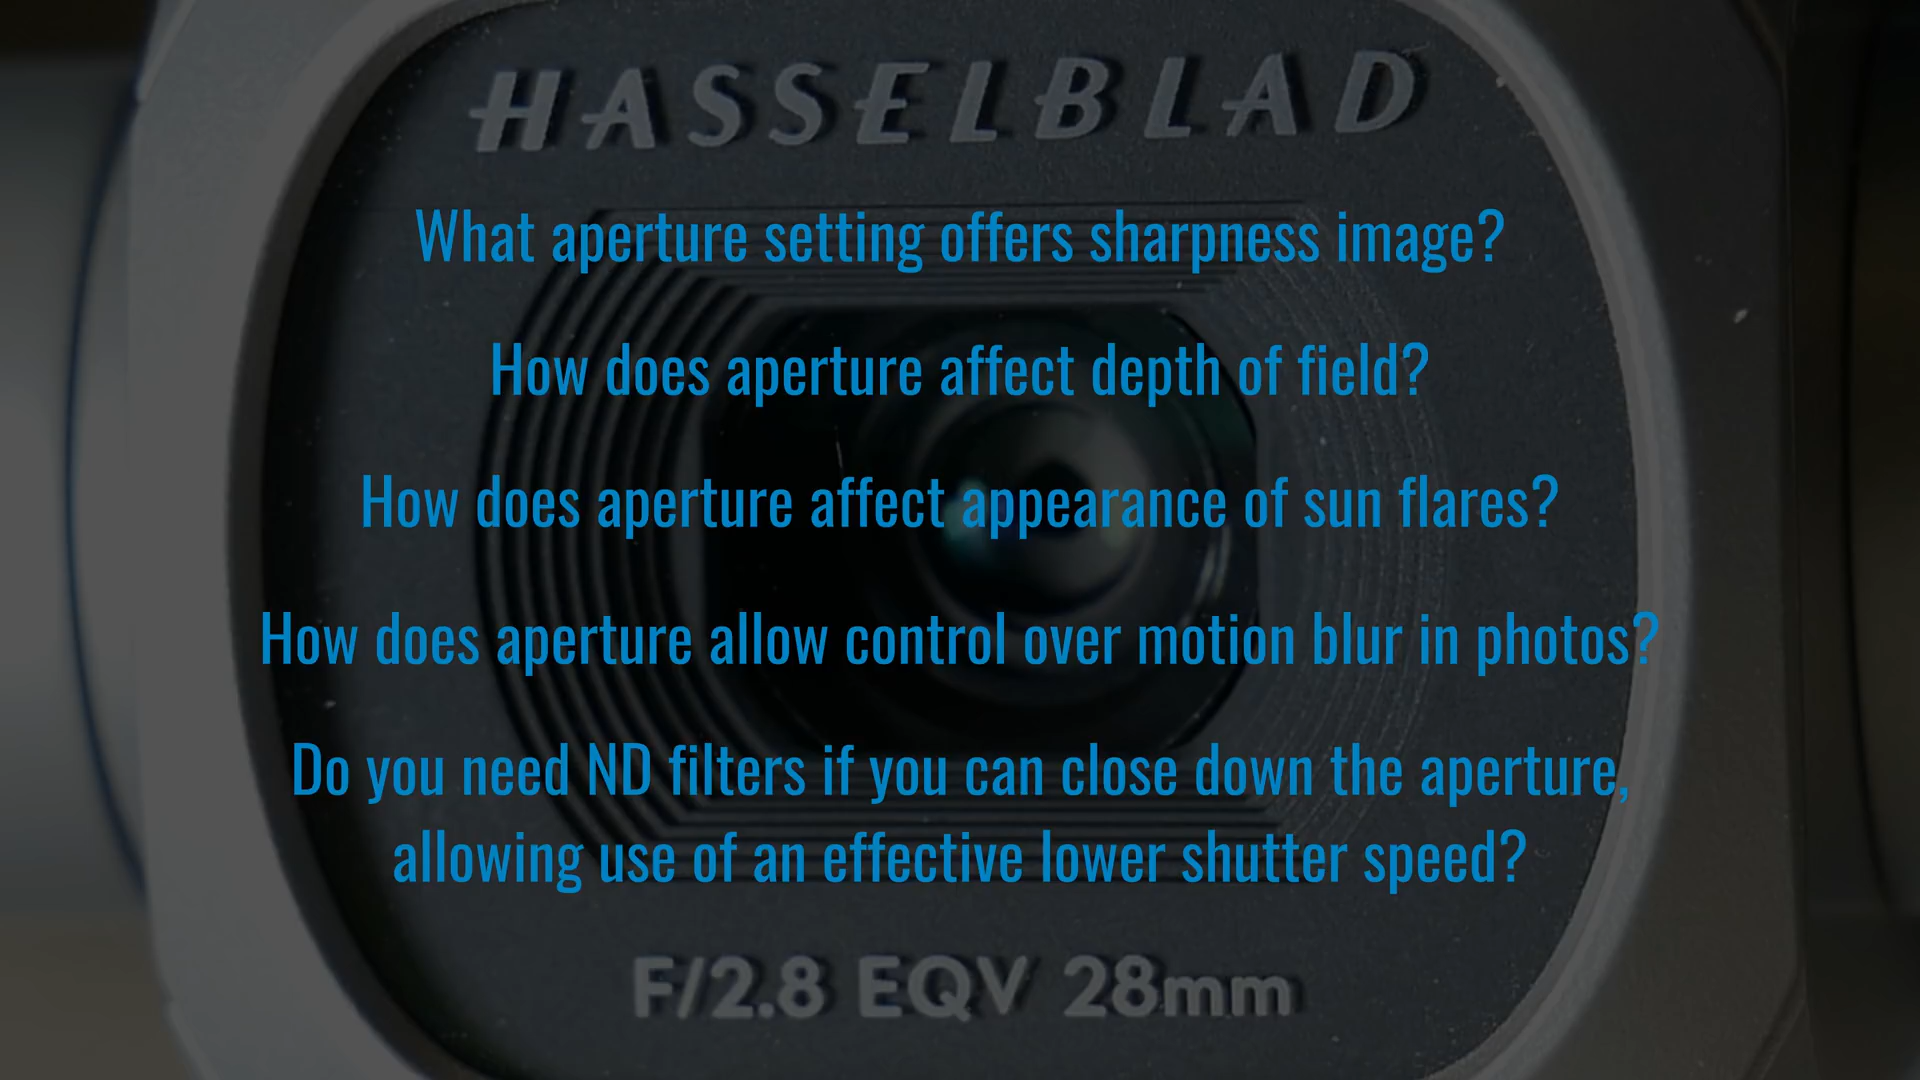 HASSELBLAD
What aperture setting offers sharpness image?
How does aperture affect depth of field?
How does aperture affect appearance of sun flares?
How does aperture allow control over motion blur in photos?
Do you need ND filters if you can close down the aperture,
allowing use of an effective lower shutter speed?
F/2.8 EQV 28mm